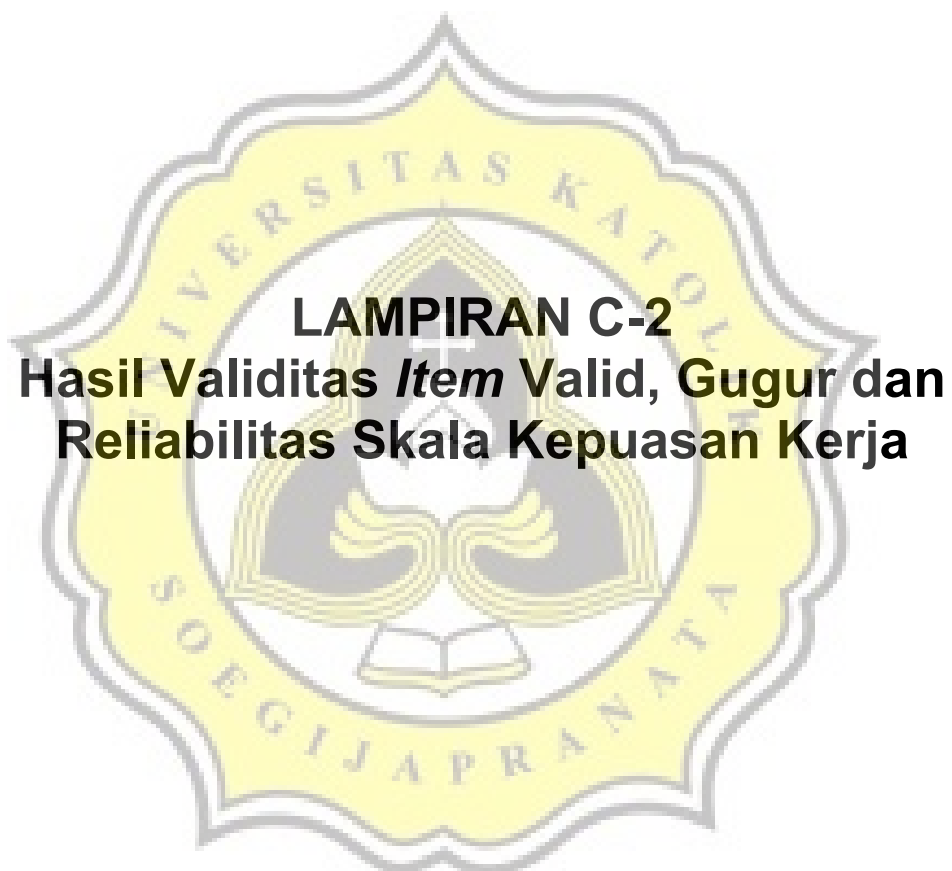 LAMPIRAN C-2
Hasil Validitas Item Valid, Gugur dan
Reliabilitas Skala Kepuasan Kerja
UNIVERSITAS KATOLIK
SOEGIJAPRANATA